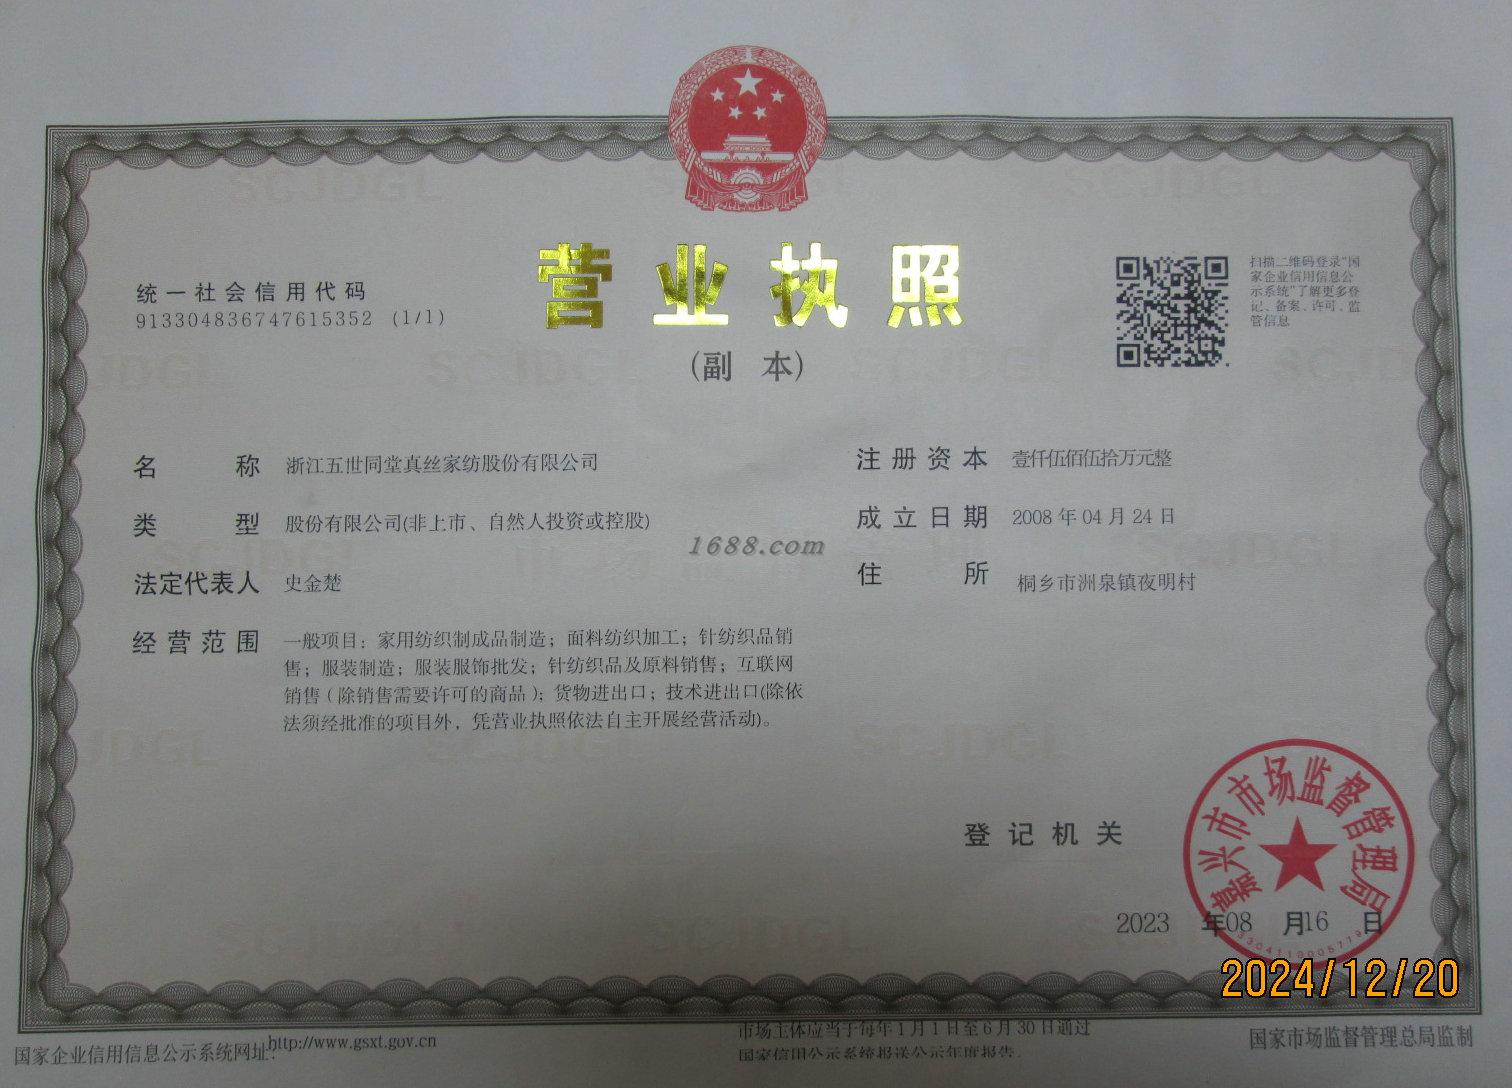 营业执照
(副 本)
统一社会信用代码
913304836747615352 (1/1)
扫描二维码登录“国
家企业信用信息公
示系统”了解更多登
记、备案、许可、监
管信息
名 称 浙江五世同堂真丝家纺股份有限公司
类 型 股份有限公司(非上市、自然人投资或控股)
法定代表人 史金楚
经营范围 一般项目：家用纺织制成品制造；面料纺织加工；针纺织品销
售；服装制造；服装服饰批发；针纺织品及原料销售；互联网
销售（除销售需要许可的商品）；货物进出口；技术进出口(除依
法须经批准的项目外，凭营业执照依法自主开展经营活动)。
注册资本 壹仟伍佰伍拾万元整
成立日期 2008年04月24日
住 所 桐乡市洲泉镇夜明村
1688.com
登记机关
嘉兴市市场监督管理局
2023 年08 月16 日
2024/12/20
国家企业信用信息公示系统网址:http://www.gsxt.gov.cn
市场主体应当于每年1月1日至6月30日通过
国家信用公示系统报送公示年度报告.
国家市场监督管理总局监制